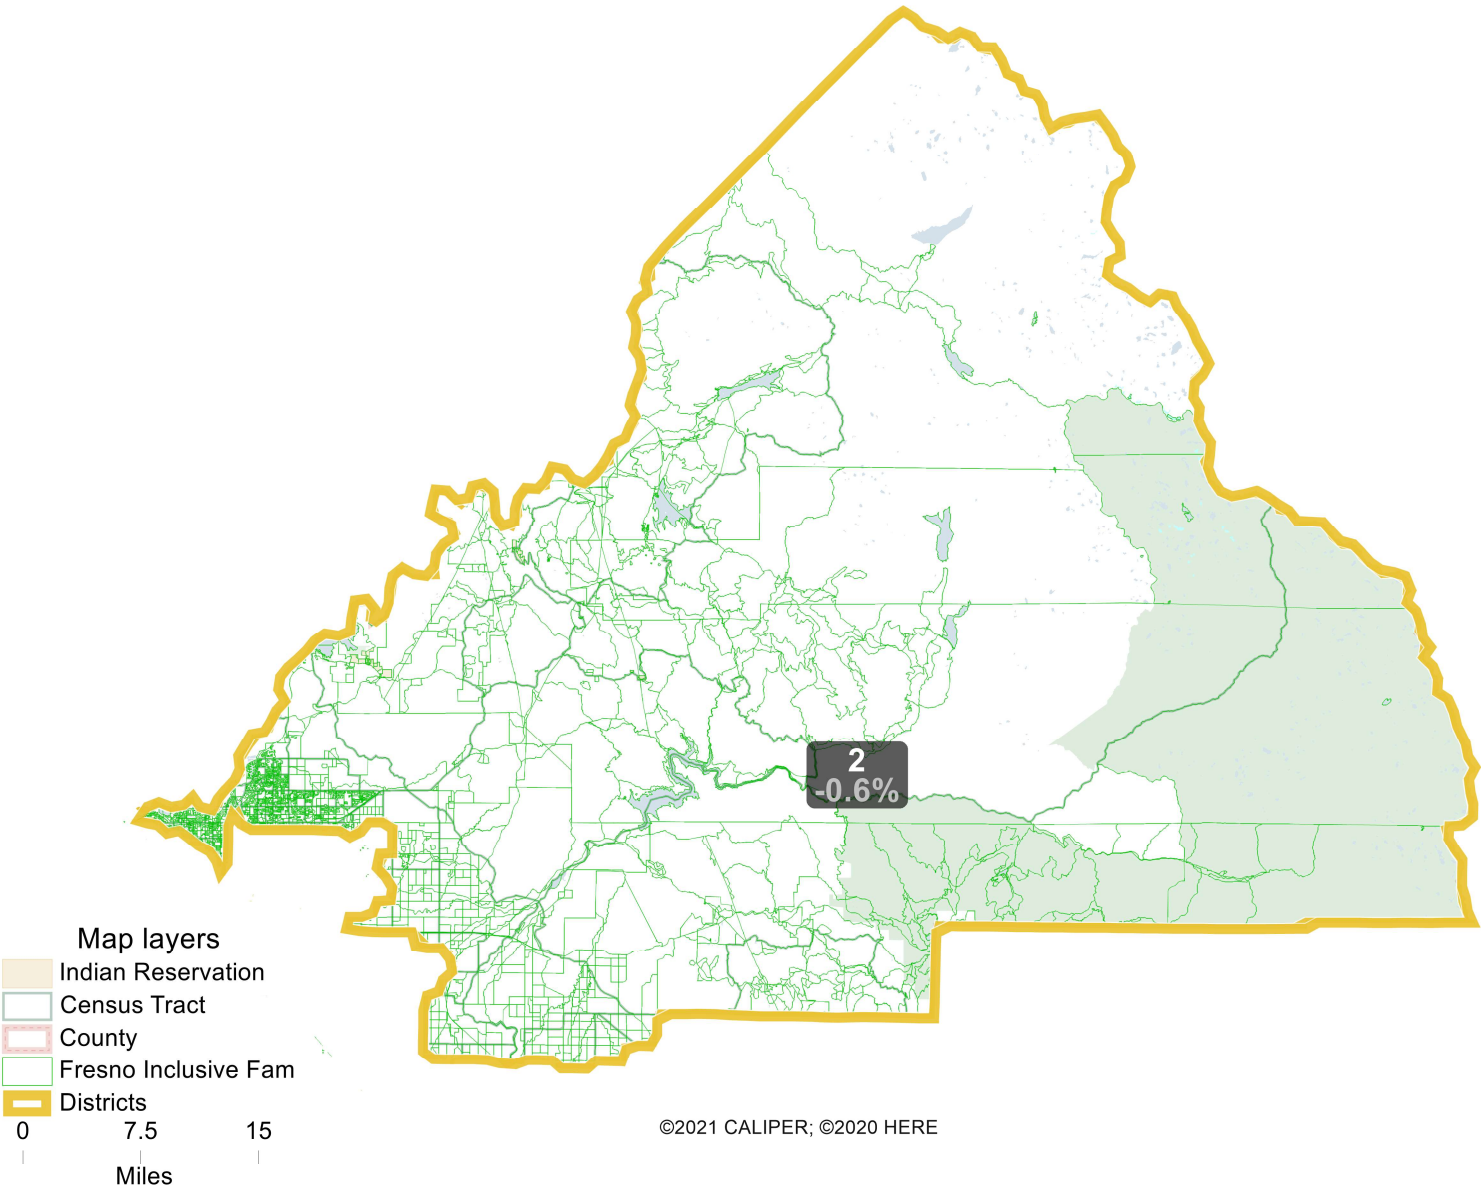 2
-0.6%
Map layers
Indian Reservation
Census Tract
County
Fresno Inclusive Fam
Districts
0 7.5 15
Miles
©2021 CALIPER; ©2020 HERE